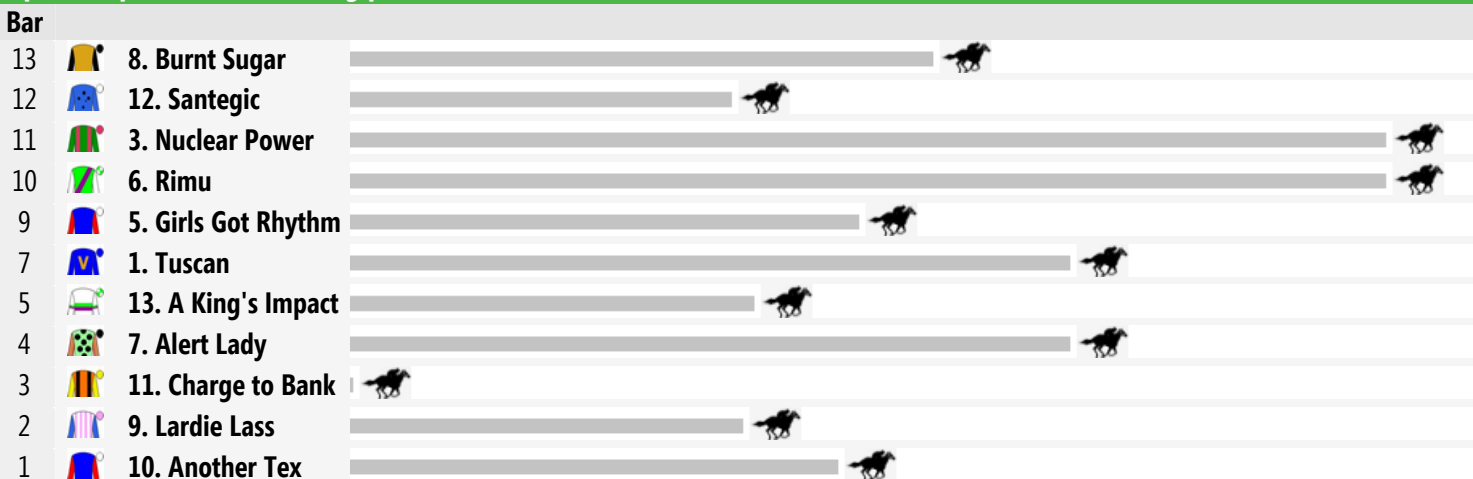 Bar
13 8. Burnt Sugar
12 12. Santegic
11 3. Nuclear Power
10 6. Rimu
9 5. Girls Got Rhythm
7 V 1. Tuscan
5 13. A King's Impact
4 7. Alert Lady
3 11. Charge to Bank
2 9. Lardie Lass
1 10. Another Tex